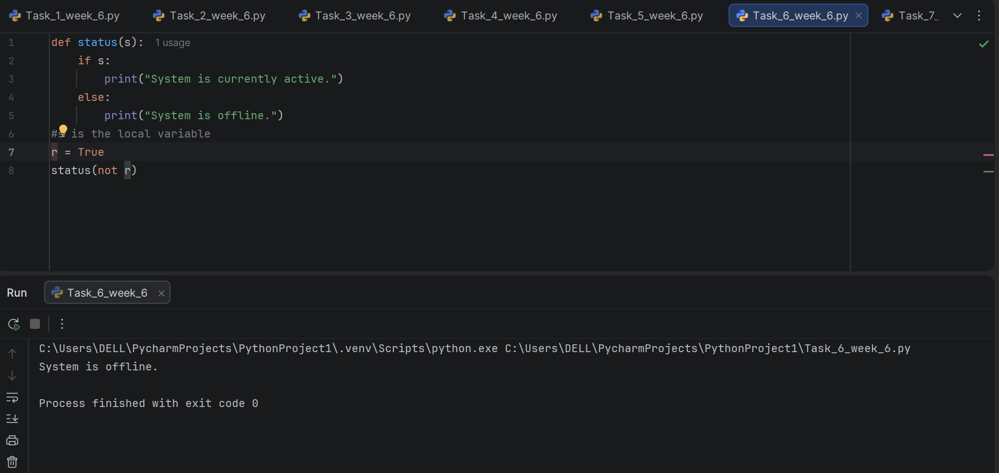 Task_1_week_6.py Task_2_week_6.py Task_3_week_6.py Task_4_week_6.py Task_5_week_6.py Task_6_week_6.py Task_7_
1 def status(s): 1 usage
2 if s:
3 print("System is currently active.")
4 else:
5 print("System is offline.")
6 # is the local variable
7 r = True
8 status(not r)
Run Task_6_week_6
C:\Users\DELL\PycharmProjects\PythonProject1\.venv\Scripts\python.exe C:\Users\DELL\PycharmProjects\PythonProject1\Task_6_week_6.py
System is offline.
Process finished with exit code 0